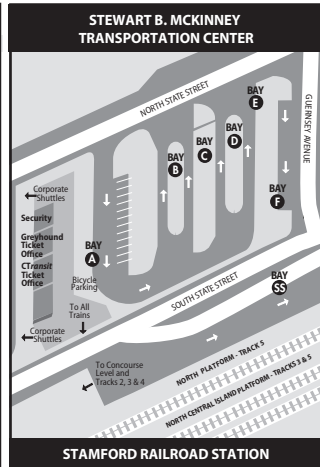 STEWART B. MCKINNEY
TRANSPORTATION CENTER
NORTH STATE STREET
GUERNSEY AVENUE
BAY
E
BAY
D
BAY
C
BAY
B
Corporate
Shuttles
Security
Greyhound
Ticket
Office
CTransit
Ticket
Office
BAY
A
BAY
F
Bicycle
Parking
BAY
SS
SOUTH STATE STREET
To All
Trains
Corporate
Shuttles
To Concourse
Level and
Tracks 2, 3 & 4
NORTH PLATFORM - TRACK 5
NORTH CENTRAL ISLAND PLATFORM - TRACKS 3 & 5
STAMFORD RAILROAD STATION